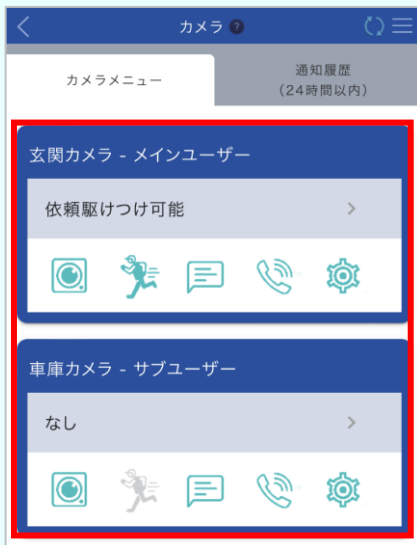 カメラ ?
カメラメニュー
通知履歴
(24時間以内)
玄関カメラ - メインユーザー
依頼駆けつけ可能
車庫カメラ - サブユーザー
なし